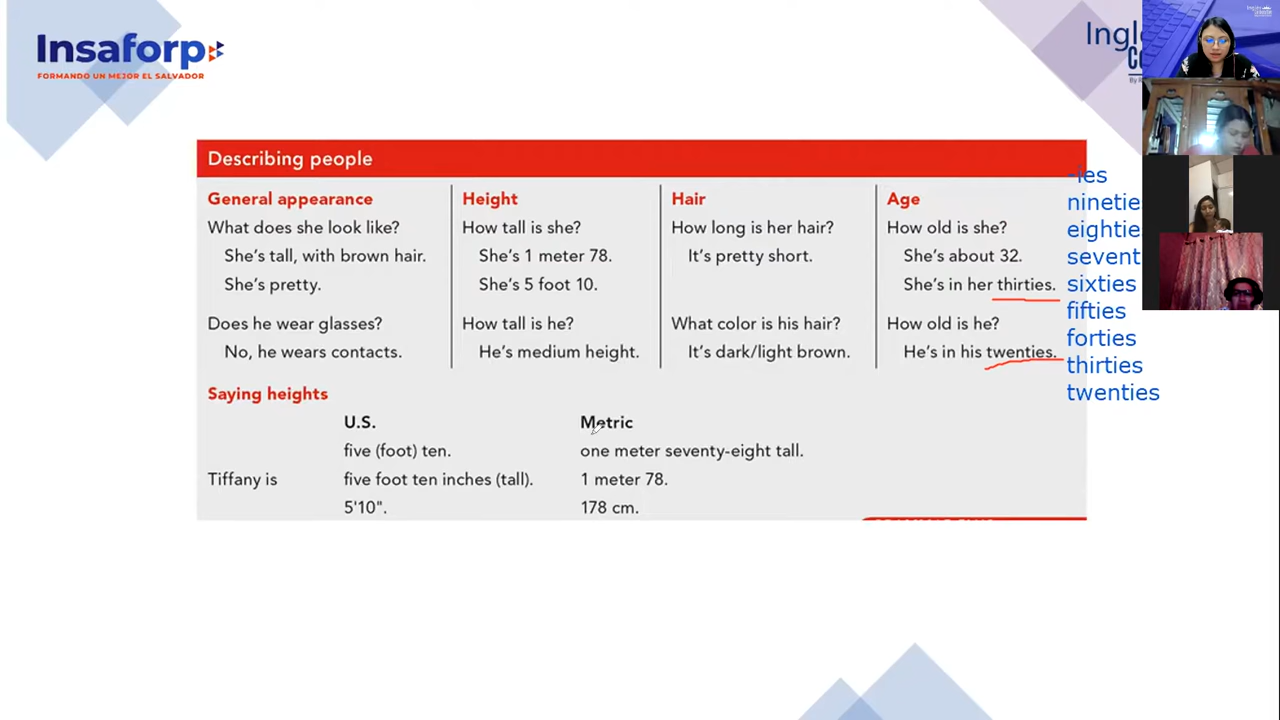 Insaforp
FORMANDO UN MEJOR EL SALVADOR
Describing people
General appearance
What does she look like?
She's tall, with brown hair.
She's pretty.
Does he wear glasses?
No, he wears contacts.
Height
How tall is she?
She's 1 meter 78.
She's 5 foot 10.
How tall is he?
He's medium height.
Hair
How long is her hair?
It's pretty short.
What color is his hair?
It's dark/light brown.
Age
How old is she?
She's about 32.
She's in her thirties.
How old is he?
He's in his twenties.
-ies
ninetie
eightie
sevent
sixties
fifties
forties
thirties
twenties
Saying heights
U.S. Metric
five (foot) ten. one meter seventy-eight tall.
Tiffany is five foot ten inches (tall). 1 meter 78.
5'10". 178 cm.